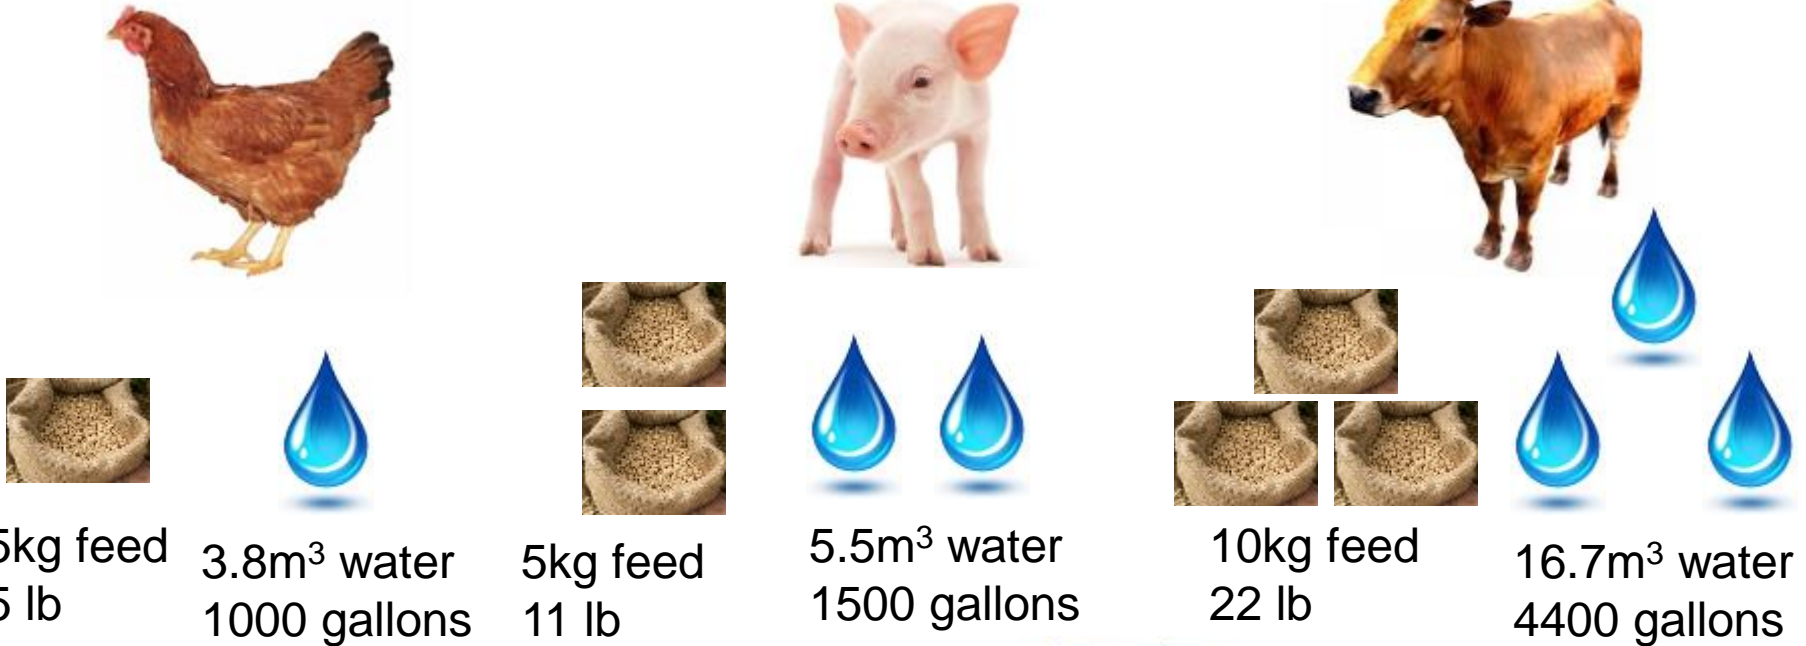 5kg feed
5 lb
3.8m³ water
1000 gallons
5kg feed
11 lb
5.5m³ water
1500 gallons
10kg feed
22 lb
16.7m³ water
4400 gallons